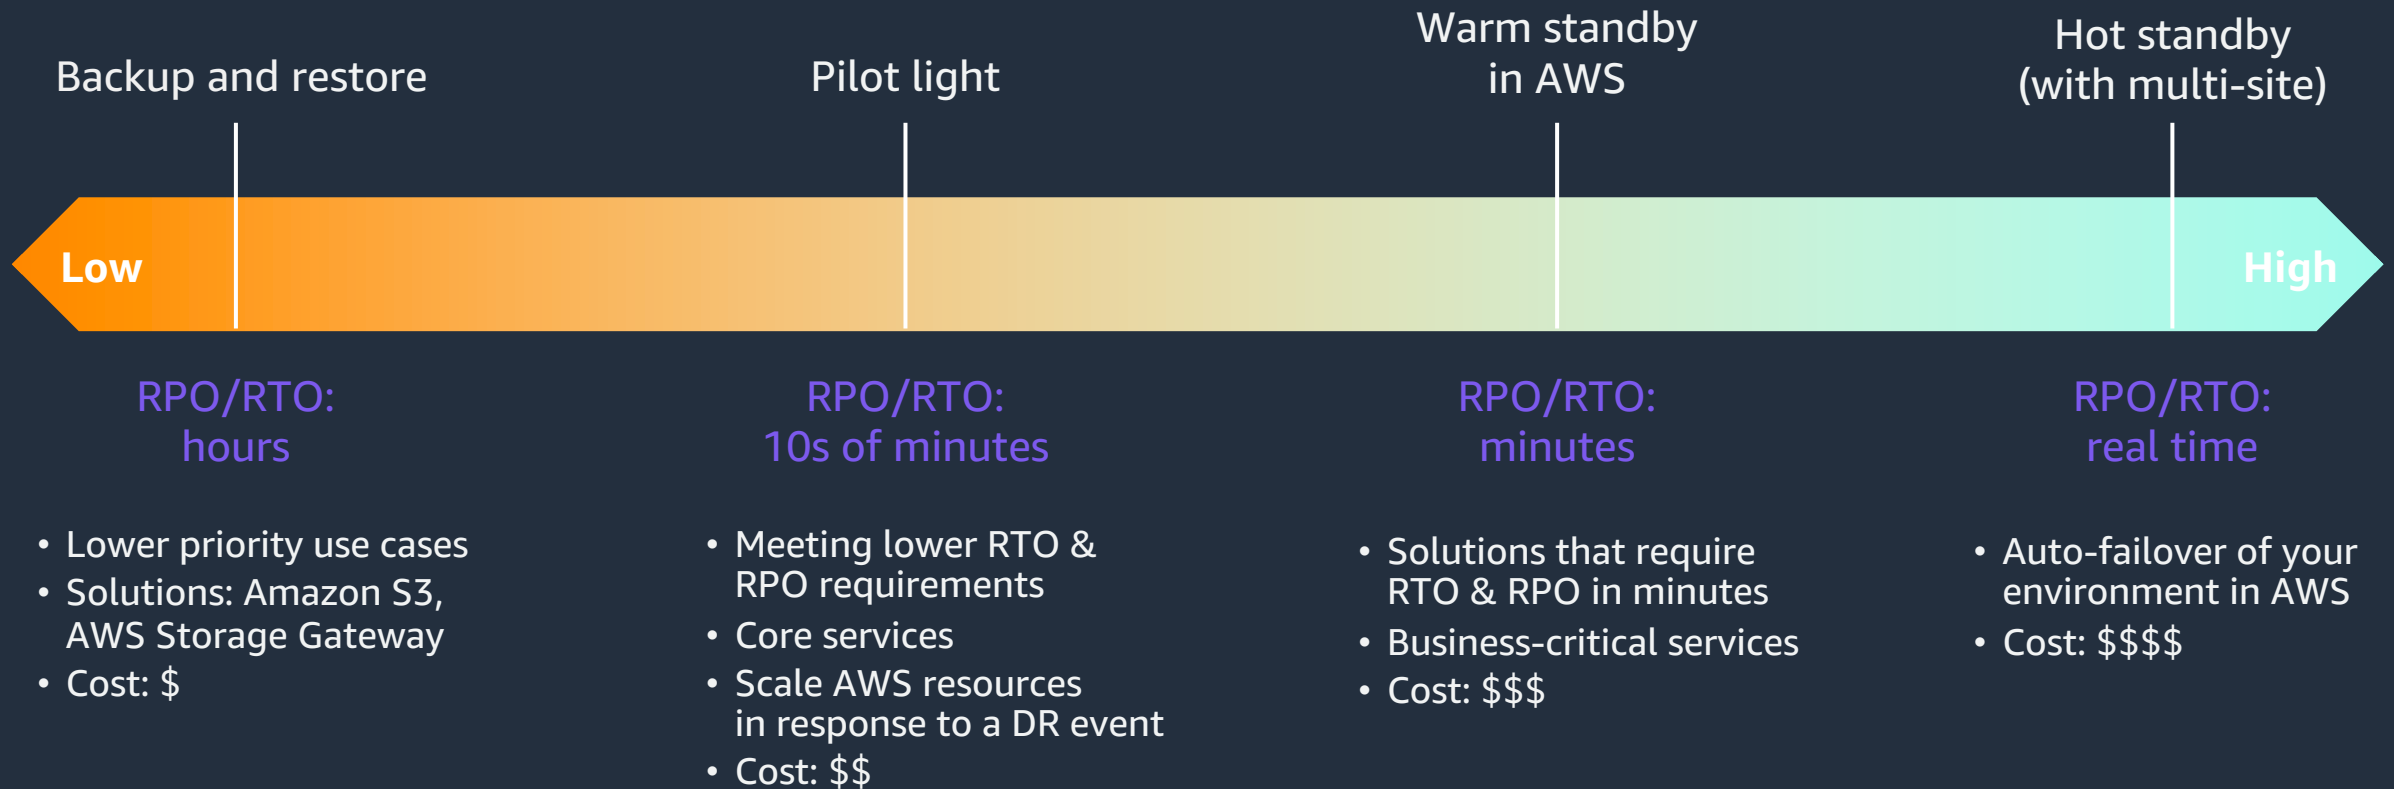 Backup and restore
Pilot light
Warm standby
in AWS
Hot standby
(with multi-site)
Low
High
RPO/RTO:
hours
• Lower priority use cases
• Solutions: Amazon S3,
AWS Storage Gateway
• Cost: $
RPO/RTO:
10s of minutes
• Meeting lower RTO &
RPO requirements
• Core services
• Scale AWS resources
in response to a DR event
• Cost: $$
RPO/RTO:
minutes
• Solutions that require
RTO & RPO in minutes
• Business-critical services
• Cost: $$$
RPO/RTO:
real time
• Auto-failover of your
environment in AWS
• Cost: $$$$